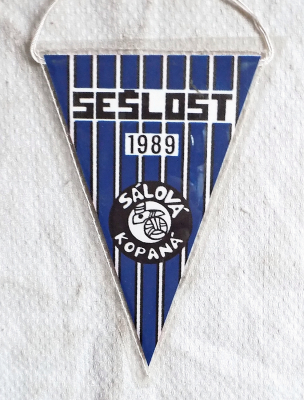 SEŠLOST
1989
SÁLOVÁ
KOPANÁ